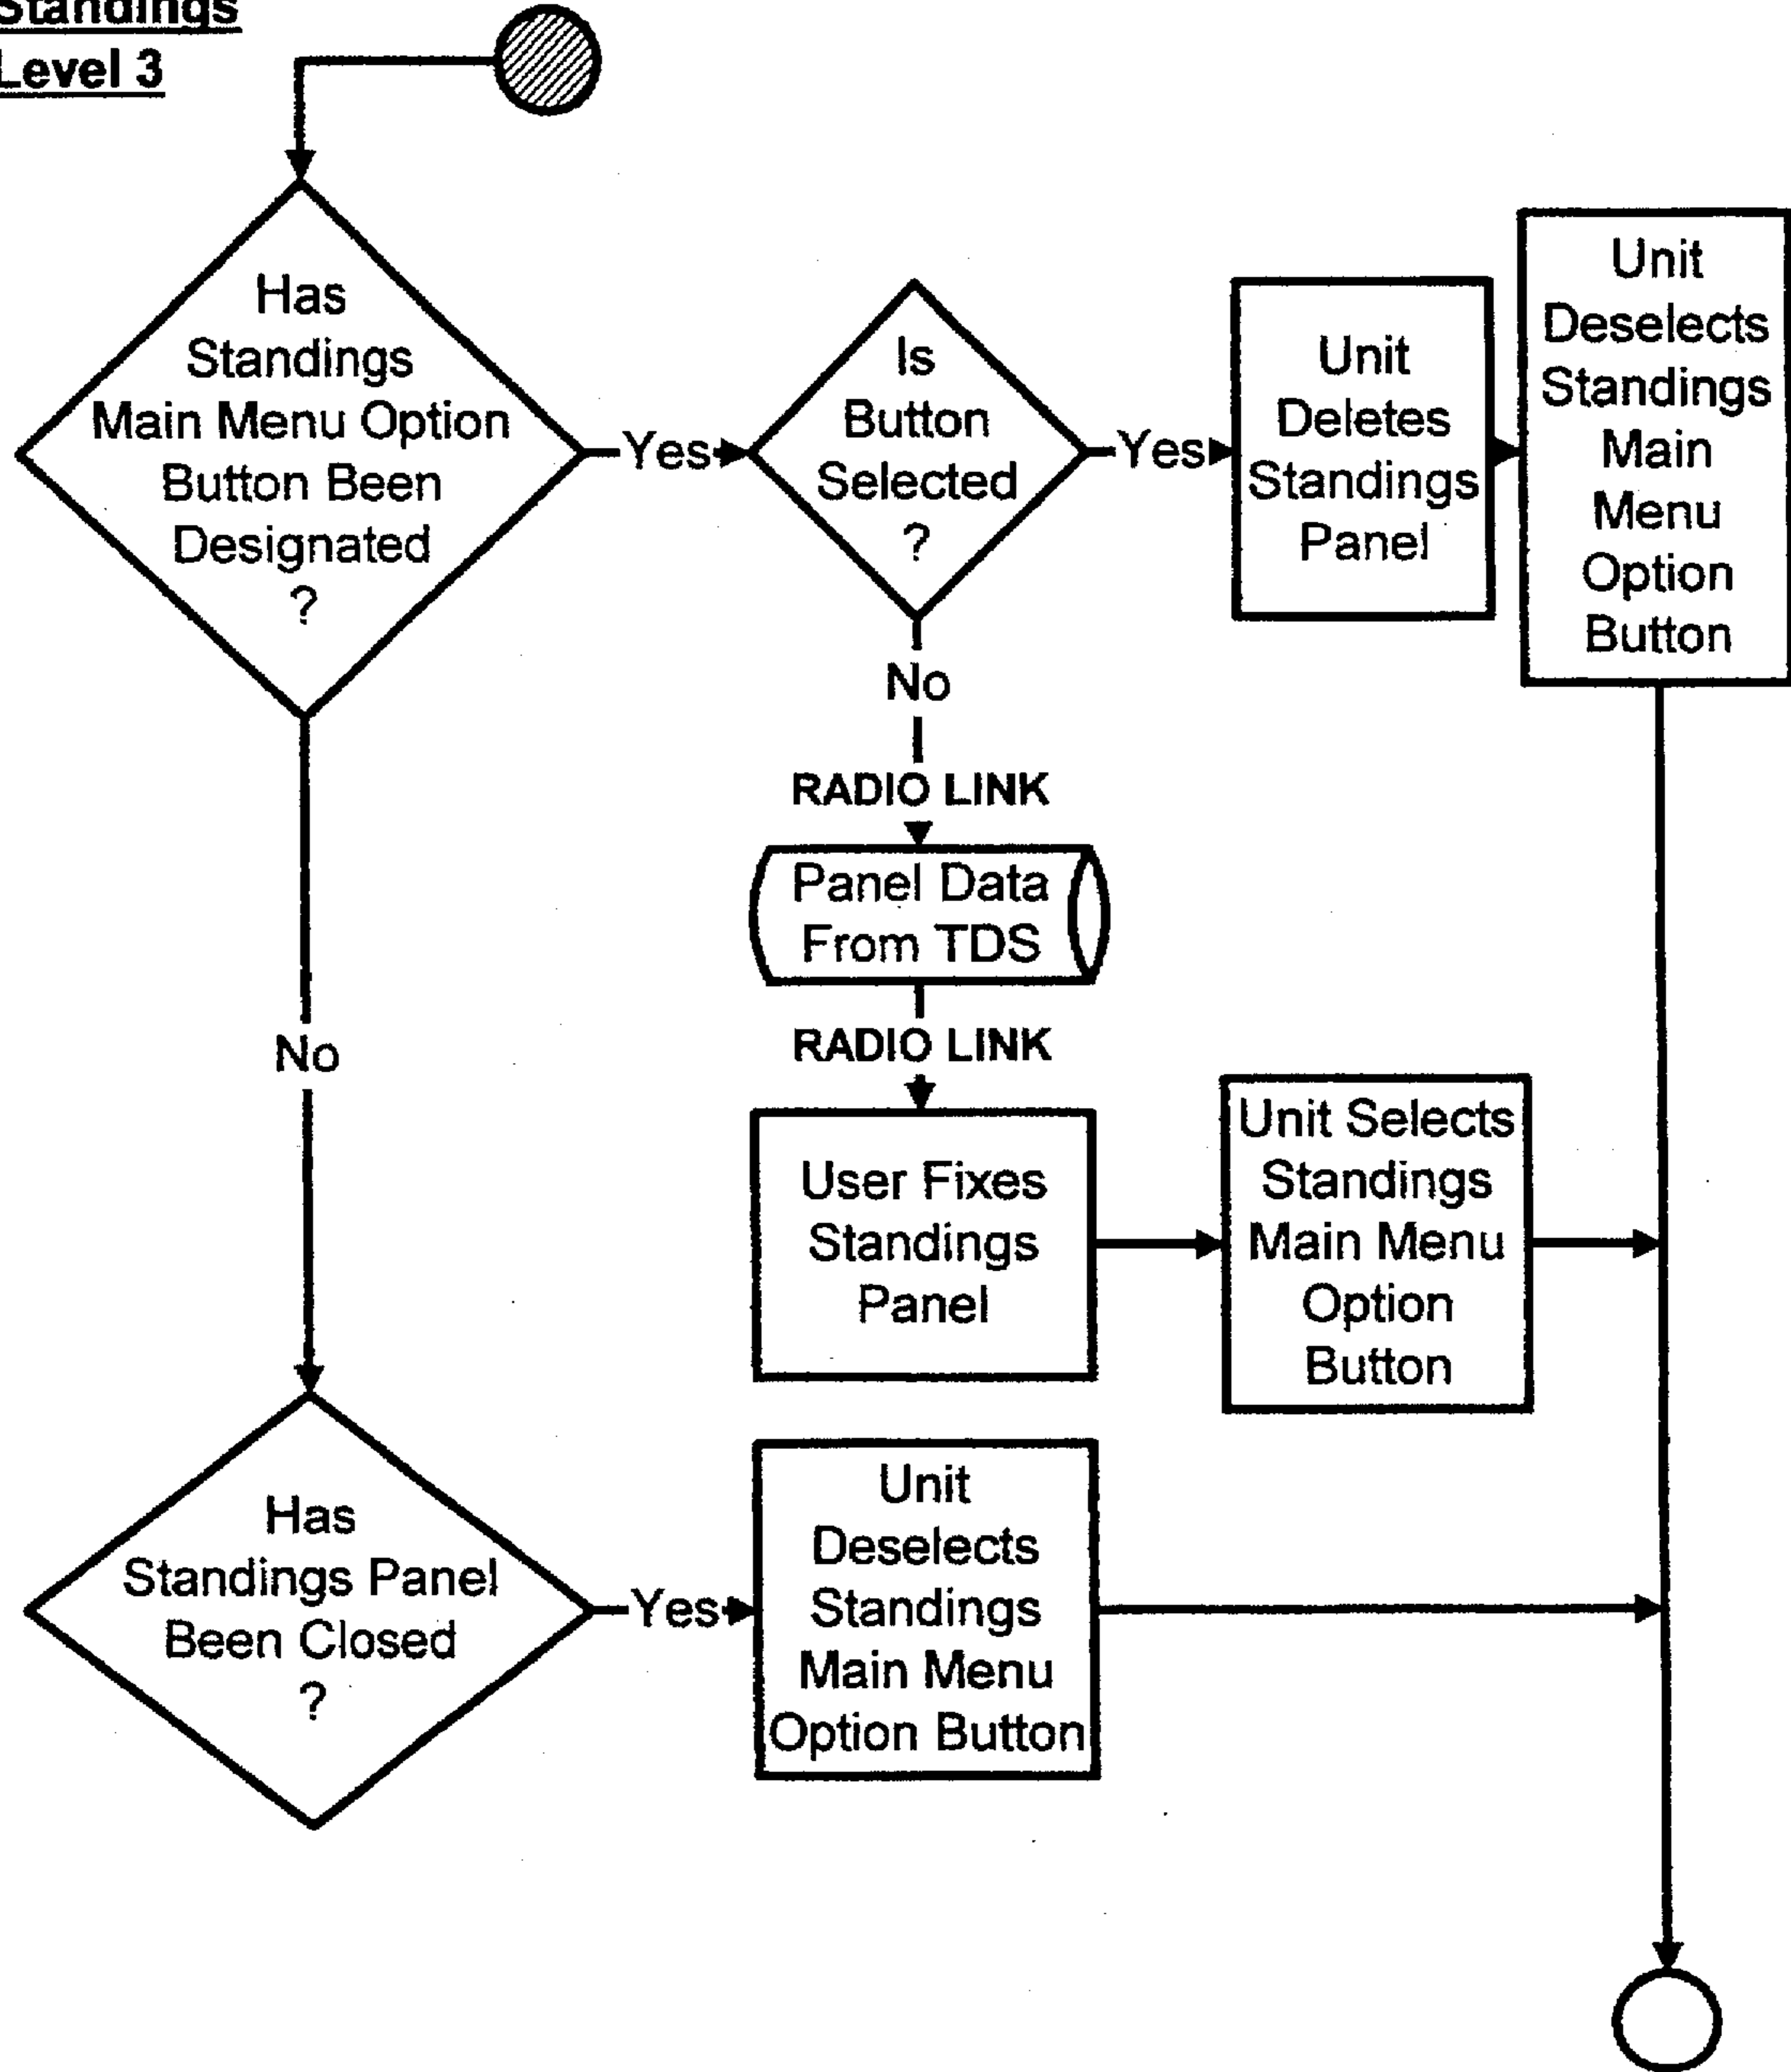 Standings
Level 3
Has
Standings
Main Menu Option
Button Been
Designated
?
Yes
Is
Button
Selected
?
Yes
Unit
Deletes
Standings
Panel
Unit
Deselects
Standings
Main
Menu
Option
Button
No
RADIO LINK
Panel Data
From TDS
RADIO LINK
User Fixes
Standings
Panel
Unit Selects
Standings
Main Menu
Option
Button
No
Has
Standings Panel
Been Closed
?
Yes
Unit
Deselects
Standings
Main Menu
Option Button